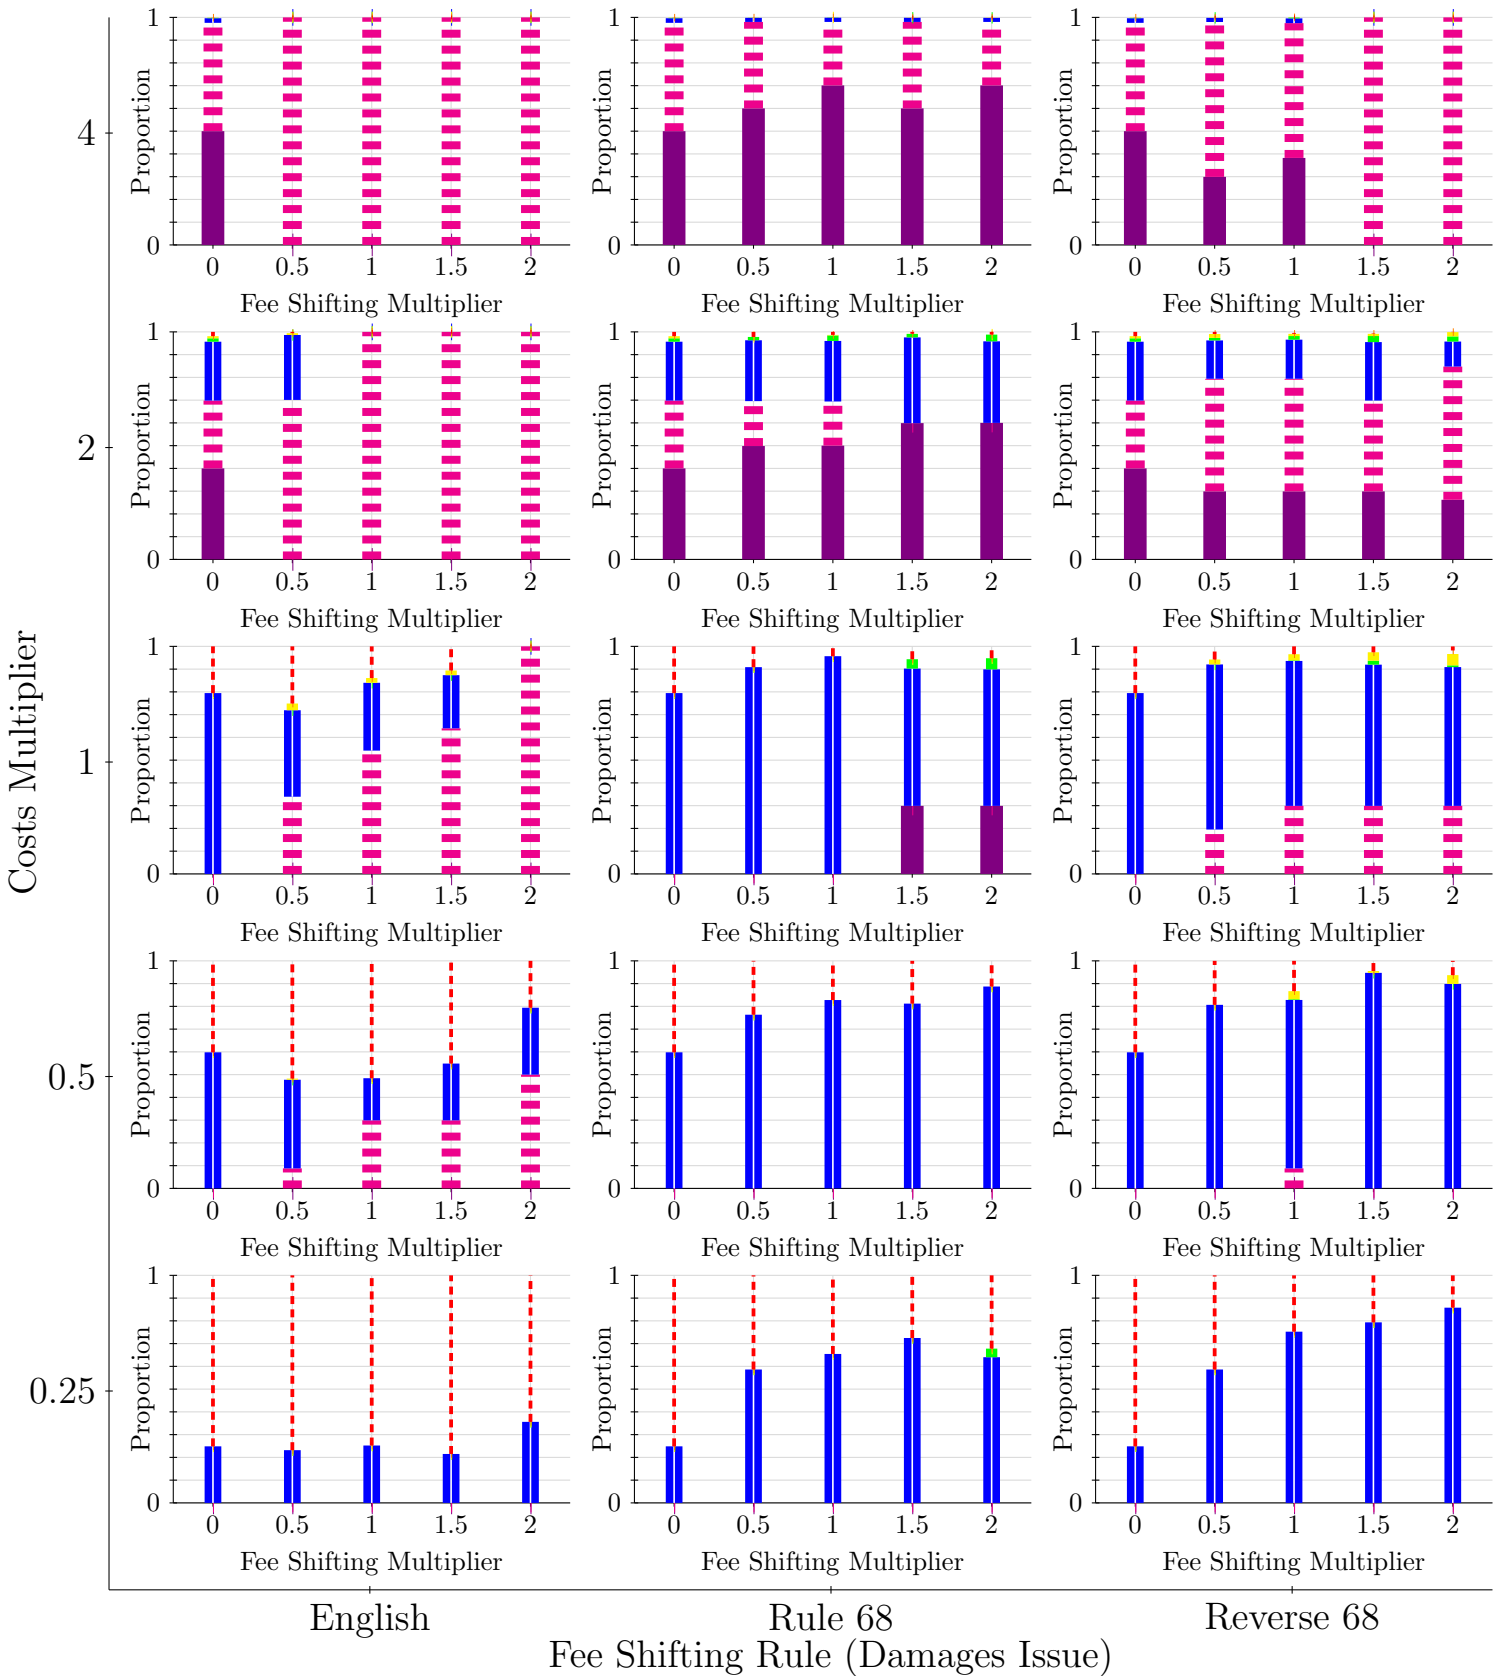 1 1 1
Proportion Proportion Proportion
4
0 0 0
0 0.5 1 1.5 2 0 0.5 1 1.5 2 0 0.5 1 1.5 2
Fee Shifting Multiplier Fee Shifting Multiplier Fee Shifting Multiplier
1 1 1
Proportion Proportion Proportion
2
0 0 0
0 0.5 1 1.5 2 0 0.5 1 1.5 2 0 0.5 1 1.5 2
Fee Shifting Multiplier Fee Shifting Multiplier Fee Shifting Multiplier
Costs Multiplier
1 1 1
Proportion Proportion Proportion
1
0 0 0
0 0.5 1 1.5 2 0 0.5 1 1.5 2 0 0.5 1 1.5 2
Fee Shifting Multiplier Fee Shifting Multiplier Fee Shifting Multiplier
1 1 1
Proportion Proportion Proportion
0.5
0 0 0
0 0.5 1 1.5 2 0 0.5 1 1.5 2 0 0.5 1 1.5 2
Fee Shifting Multiplier Fee Shifting Multiplier Fee Shifting Multiplier
1 1 1
Proportion Proportion Proportion
0.25
0 0 0
0 0.5 1 1.5 2 0 0.5 1 1.5 2 0 0.5 1 1.5 2
Fee Shifting Multiplier Fee Shifting Multiplier Fee Shifting Multiplier
English Rule 68 Reverse 68
Fee Shifting Rule (Damages Issue)